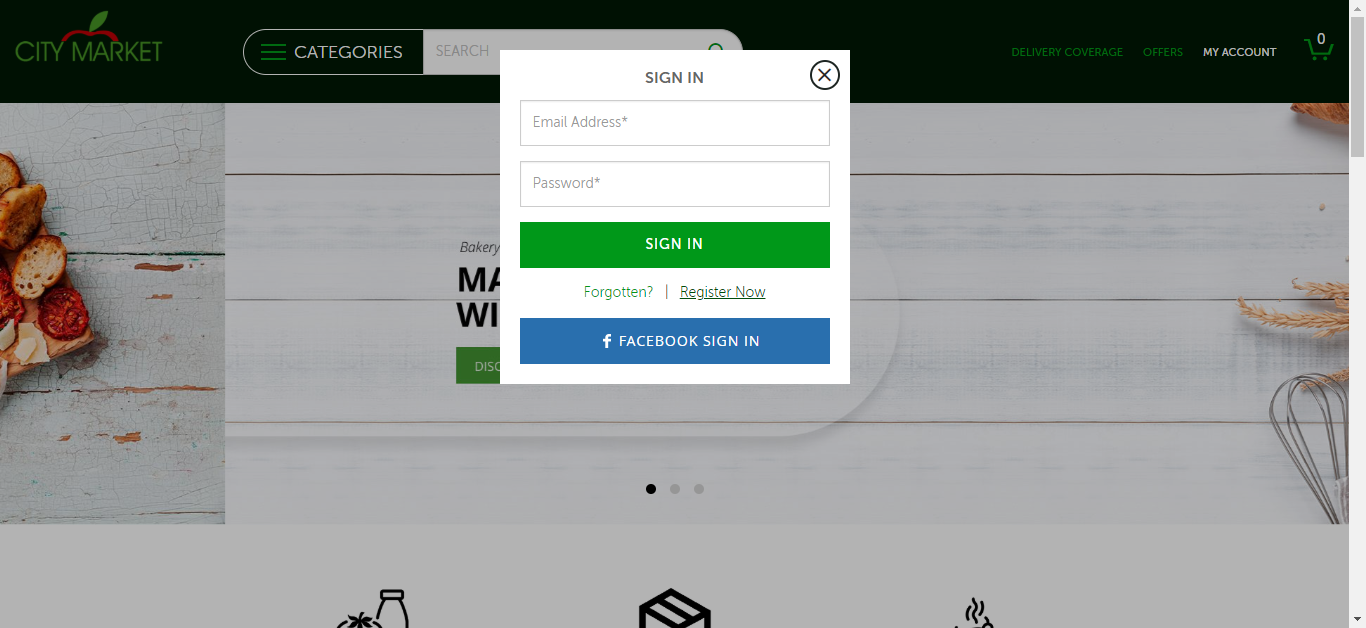 CITY MARKET
CATEGORIES
SEARCH
DELIVERY COVERAGE
OFFERS
MY ACCOUNT
0
SIGN IN
Email Address*
Password*
SIGN IN
Forgotten? | Register Now
FACEBOOK SIGN IN
Bakery
MA
WI
DISC